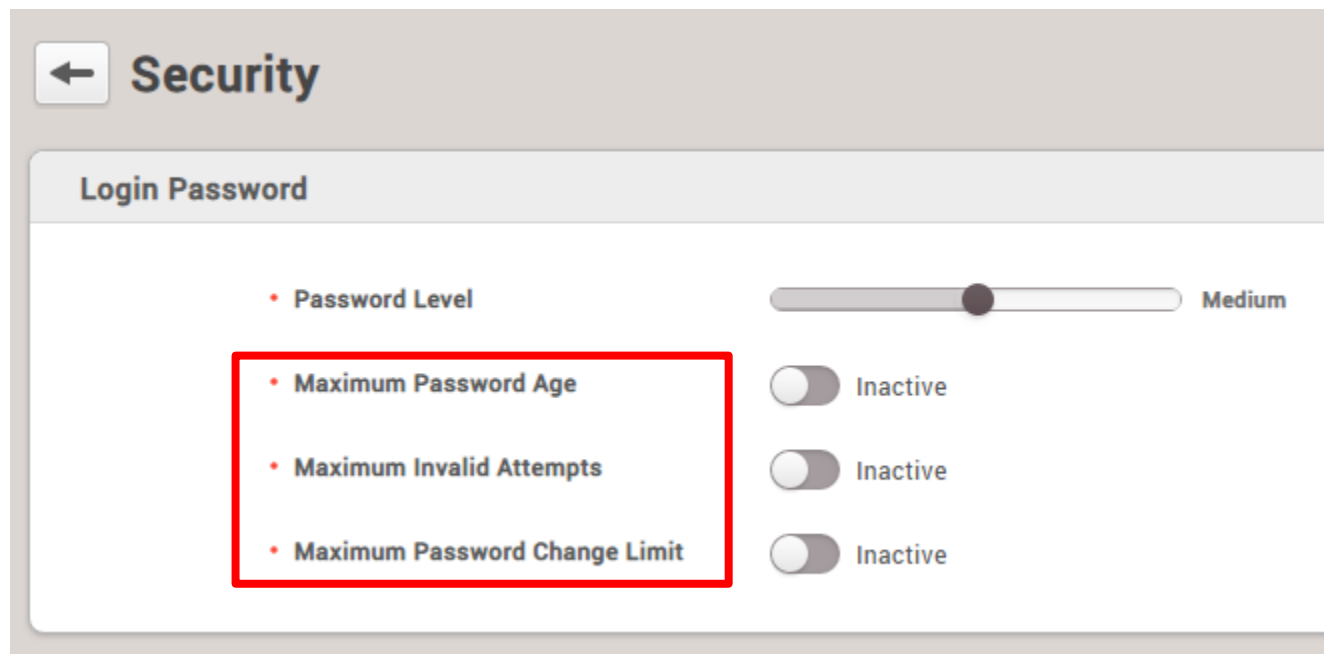 Security
Login Password
• Password Level Medium
• Maximum Password Age Inactive
• Maximum Invalid Attempts Inactive
• Maximum Password Change Limit Inactive